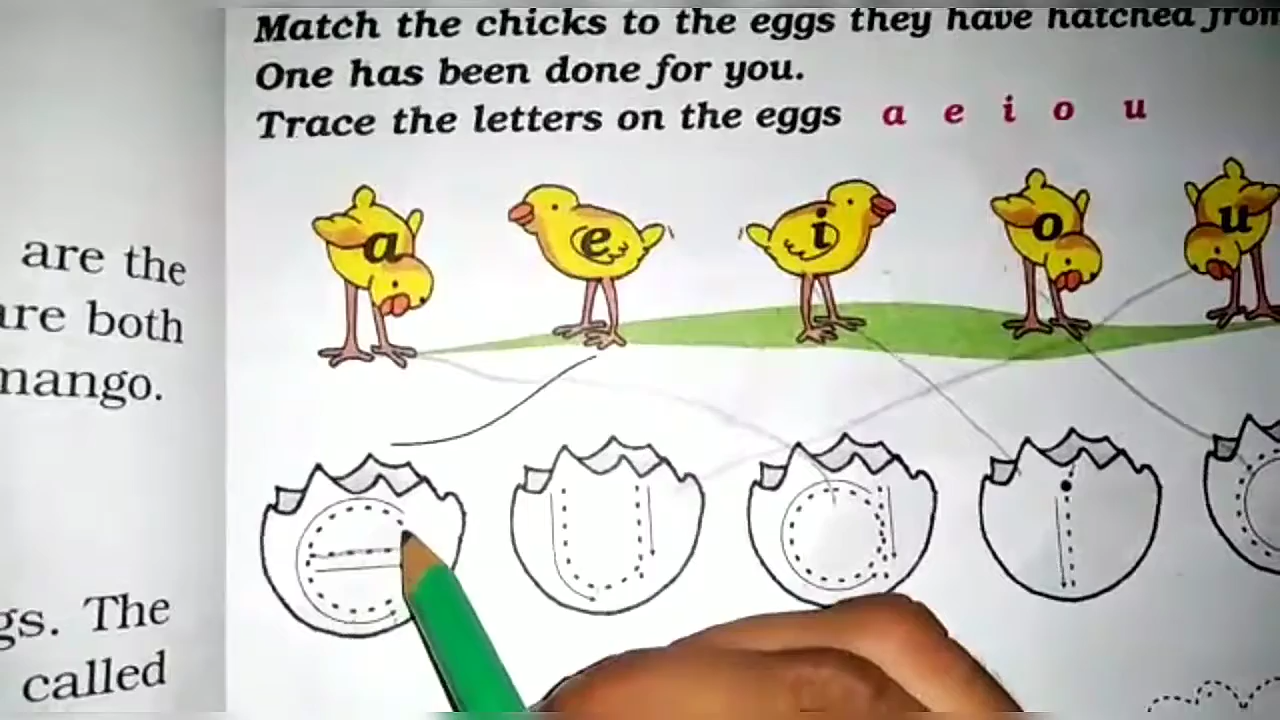 Match the chicks to the eggs they have hatched from
One has been done for you.
Trace the letters on the eggs a e i o u
a e i o u
are the
are both
mango.
gs. The
called
e u a i